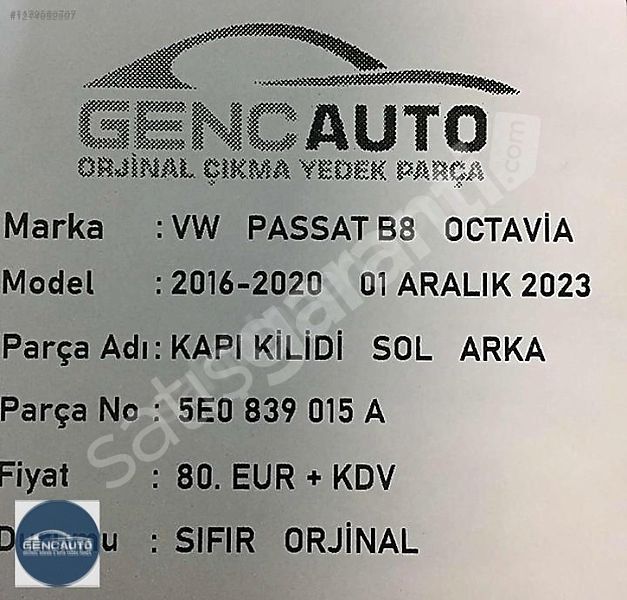 GENCAUTO
ORJİNAL ÇIKMA YEDEK PARÇA
Marka : VW PASSAT B8 OCTAVİA
Model : 2016-2020 01 ARALIK 2023
Parça Adı: KAPI KİLİDİ SOL ARKA
Parça No : 5E0 839 015 A
Fiyat : 80. EUR + KDV
: SIFIR ORJİNAL
GENCAUTO
satışgaranti.com